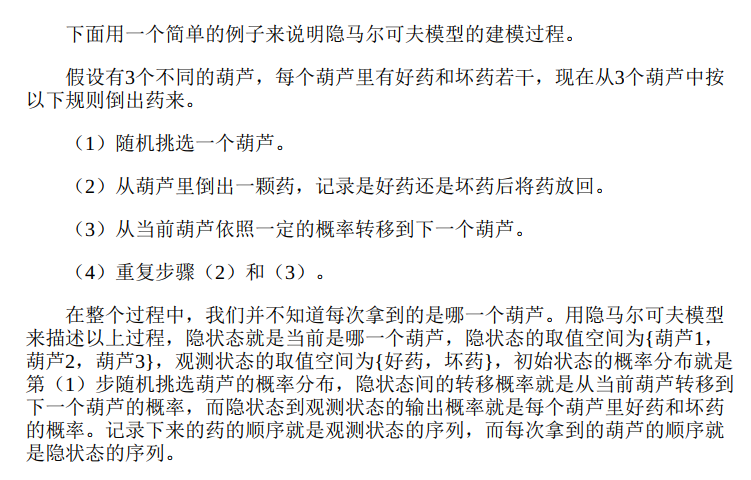 下面用一个简单的例子来说明隐马尔可夫模型的建模过程。
假设有3个不同的葫芦，每个葫芦里有好药和坏药若干，现在从3个葫芦中按
以下规则倒出药来。
（1）随机挑选一个葫芦。
（2）从葫芦里倒出一颗药，记录是好药还是坏药后将药放回。
（3）从当前葫芦依照一定的概率转移到下一个葫芦。
（4）重复步骤（2）和（3）。
在整个过程中，我们并不知道每次拿到的是哪一个葫芦。用隐马尔可夫模型
来描述以上过程，隐状态就是当前是哪一个葫芦，隐状态的取值空间为{葫芦1，
葫芦2，葫芦3}，观测状态的取值空间为{好药，坏药}，初始状态的概率分布就是
第（1）步随机挑选葫芦的概率分布，隐状态间的转移概率就是从当前葫芦转移到
下一个葫芦的概率，而隐状态到观测状态的输出概率就是每个葫芦里好药和坏药
的概率。记录下来的药的顺序就是观测状态的序列，而每次拿到的葫芦的顺序就
是隐状态的序列。